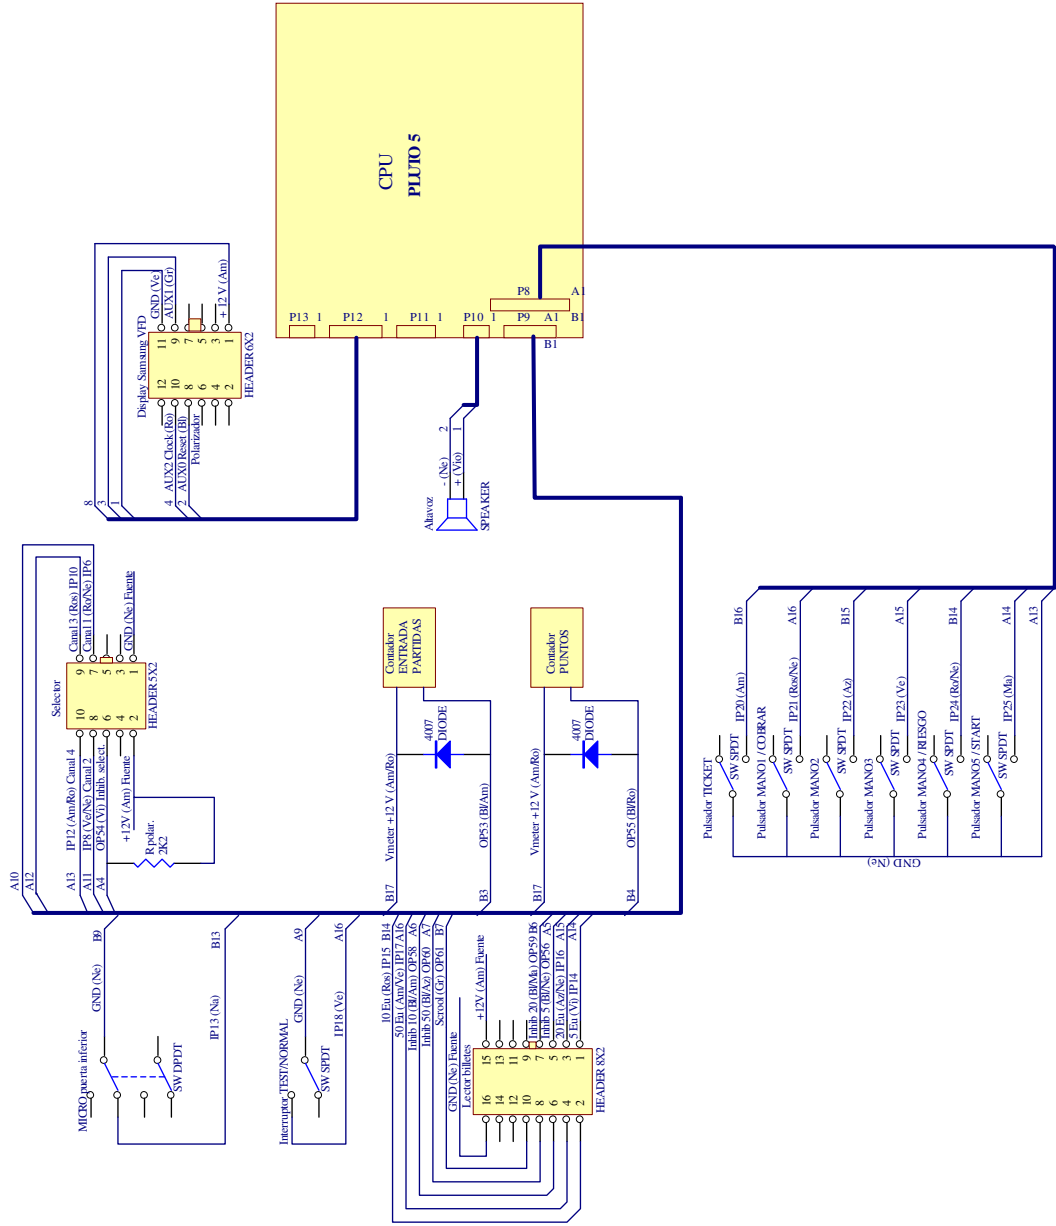 CPU
PLUTO 5
P8
A1
P13
1
P12
1
P11
1
P10
1
P9
A1
B1
B1
GND (Ve)
AUX1 (Gr)
+12 V (Am)
Display Samsung VFD
11
9
7
5
3
1
12
10
8
6
4
2
HEADER 6X2
AUX2 Clock (Ro)
AUX0 Reset (Bl)
Polarizador
8
3
1
4
2
2
1
- (Ne)
+ (Vio)
Altavoz
SPEAKER
Canal 3 (Ros) IP10
Canal 1 (Ro/Ne) IP6
GND (Ne) Fuente
Selector
9
7
5
3
1
10
8
6
4
2
HEADER 5X2
IP12 (Am/Ro) Canal 4
IP8 (Ve/Ne) Canal 2
OP54 (Vi) Inhib. select.
+12V (Am) Fuente
R polar.
2K2
A10
A12
A13
A11
A4
Contador
ENTRADA
PARTIDAS
4007
DIODE
Vmeter +12 V (Am/Ro)
OP53 (Bl/Am)
B17
B3
Contador
PUNTOS
4007
DIODE
Vmeter +12 V (Am/Ro)
OP55 (Bl/Ro)
B17
B4
B16
A16
B15
A15
B14
A14
A13
IP20 (Am)
IP21 (Ros/Ne)
IP22 (Az)
IP23 (Ve)
IP24 (Ro/Ne)
IP25 (Ma)
Pulsador TICKET
SW SPDT
Pulsador MANO1 / COBRAR
SW SPDT
Pulsador MANO2
SW SPDT
Pulsador MANO3
SW SPDT
Pulsador MANO4 / RIESGO
SW SPDT
Pulsador MANO5 / START
SW SPDT
GND (Ne)
B9
GND (Ne)
B13
IP13 (Na)
MICRO puerta inferior
SW DPDT
A9
GND (Ne)
A16
IP18 (Ve)
Interruptor TEST/NORMAL
SW SPDT
10 Eu (Ros) IP15 B14
50 Eu (Am/Ve) IP17 A16
Inhib 10 (Bl/Am) OP58 A6
Inhib 50 (Bl/Az) OP60 A7
Scrool (Gr) OP61 B7
+12V (Am) Fuente
GND (Ne) Fuente
Lector billetes
Inhib 20 (Bl/Ma) OP59 B6
Inhib 5 (Bl/Ne) OP56 A5
20 Eu (Az/Ne) IP16 A15
5 Eu (Vi) IP14 A14
15
13
11
9
7
5
3
1
16
14
12
10
8
6
4
2
HEADER 8X2